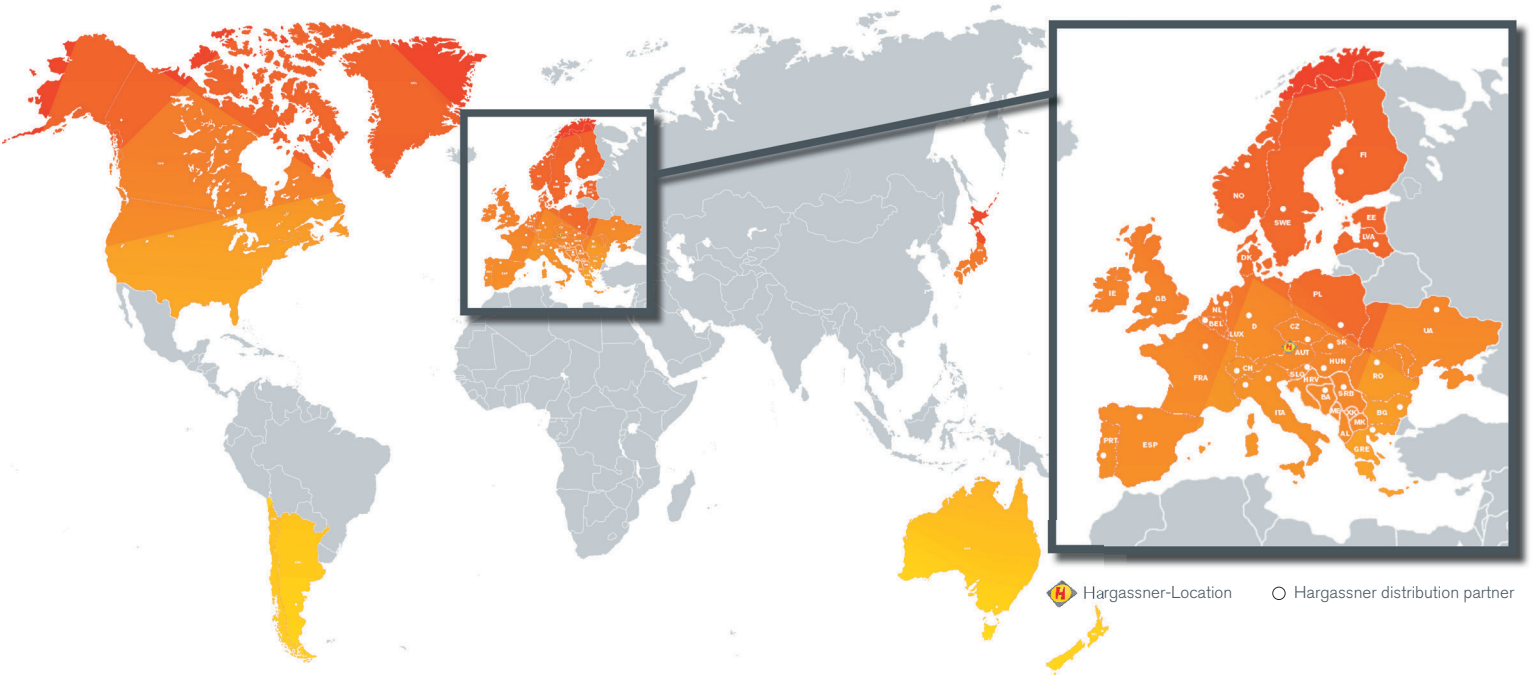 FI
NO
SWE
EE
LVA
DK
IE
GB
NL
BEL
LUX
D
PL
CZ
UA
SK
AUT
HUN
FRA
CH
SLO
HRV
RO
BA
SRB
ITA
ME
XK
BG
MK
AL
PRT
ESP
GRE
H Hargassner-Location
Hargassner distribution partner